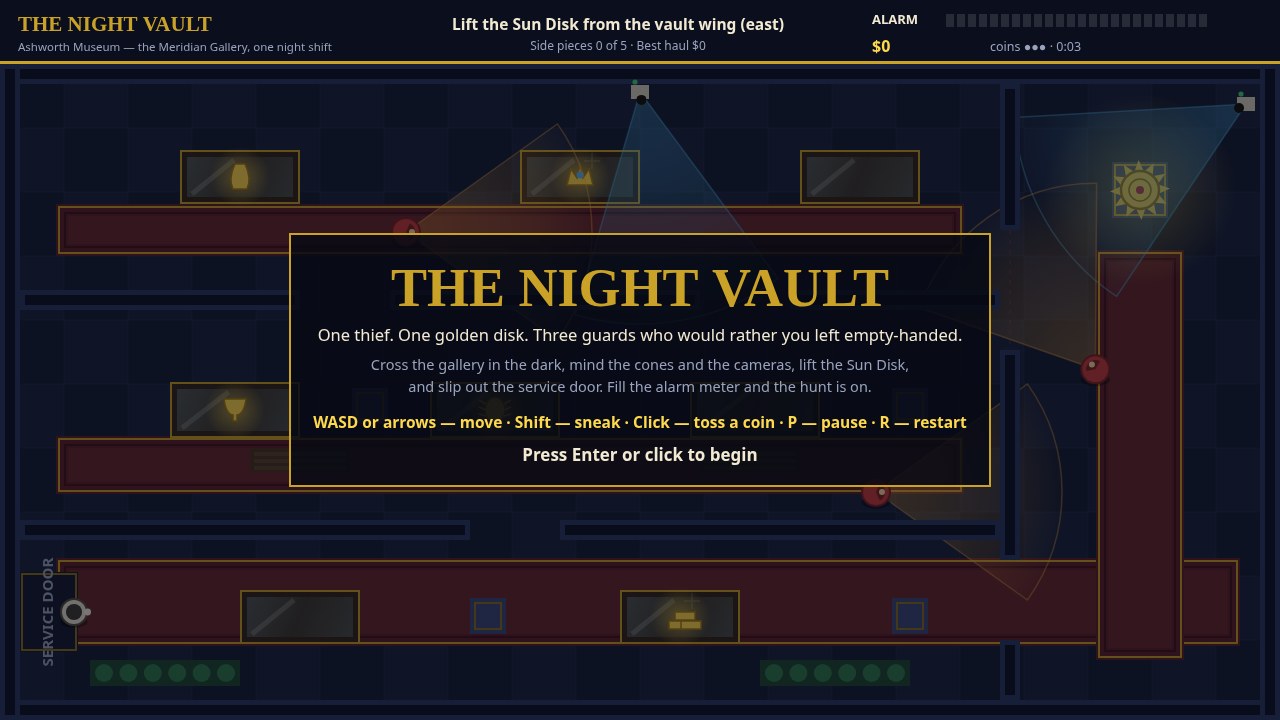 THE NIGHT VAULT
Ashworth Museum — the Meridian Gallery, one night shift
Lift the Sun Disk from the vault wing (east)
Side pieces 0 of 5 · Best haul $0
ALARM
$0
coins ●●● · 0:03
THE NIGHT VAULT
One thief. One golden disk. Three guards who would rather you left empty-handed.
Cross the gallery in the dark, mind the cones and the cameras, lift the Sun Disk,
and slip out the service door. Fill the alarm meter and the hunt is on.
WASD or arrows — move · Shift — sneak · Click — toss a coin · P — pause · R — restart
Press Enter or click to begin
SERVICE DOOR